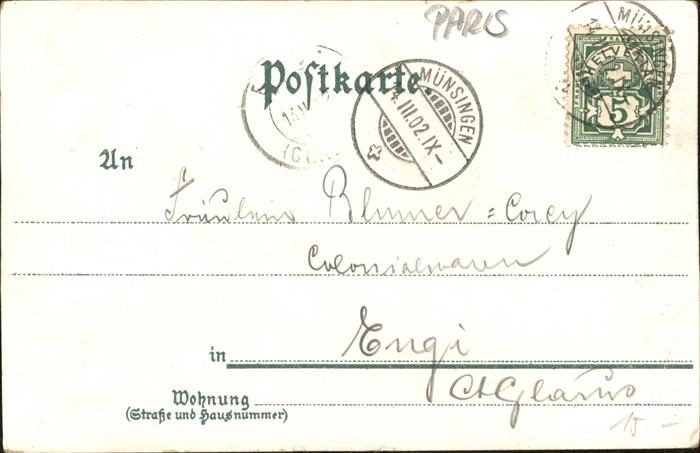 PARIS
Postkarte.
MÜNSINGEN
14.III.02.IX-
HELVETIA
5
An
Fräulein Blumer=
Colonialwaren
in Engi
Ct Glarus
Wohnung
(Straße und Hausnummer)